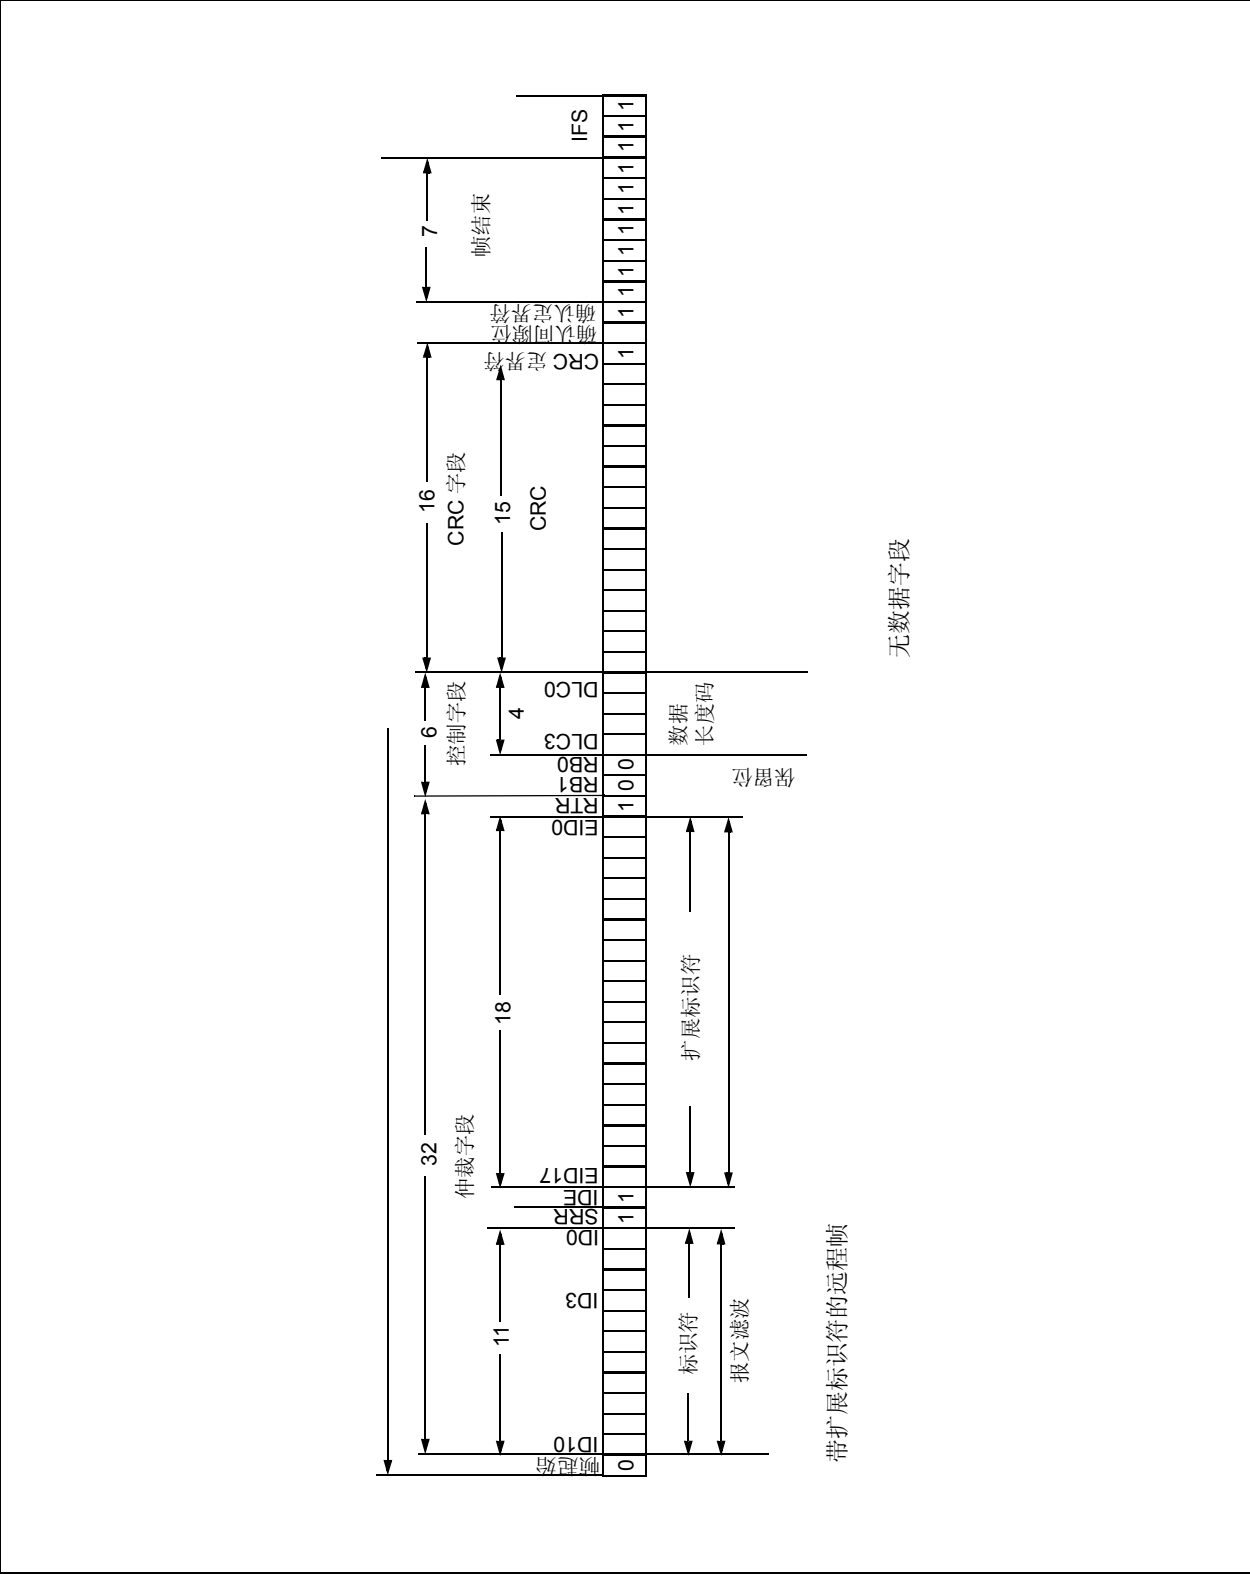 32
仲裁字段
6
控制字段
16
CRC 字段
7
帧结束
IFS
11
18
4
15
CRC
帧起始
ID10
ID3
ID0
SRR
IDE
EID17
EID0
RTR
RB1
RB0
DLC3
DLC0
CRC 定界符
确认间隙位
确认定界符
0
1
1
1
0
0
1
1
1
1
1
1
1
1
1
1
1
1
标识符
报文滤波
扩展标识符
数据
长度码
保留位
带扩展标识符的远程帧
无数据字段